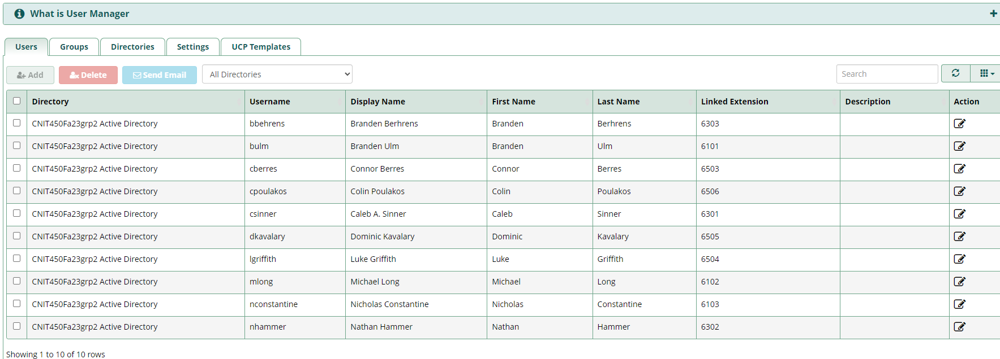 What is User Manager
Users Groups Directories Settings UCP Templates
Add Delete Send Email All Directories Search
Directory Username Display Name First Name Last Name Linked Extension Description Action
CNIT450Fa23grp2 Active Directory bbehrens Branden Berhrens Branden Berhrens 6303
CNIT450Fa23grp2 Active Directory bulm Branden Ulm Branden Ulm 6101
CNIT450Fa23grp2 Active Directory cberres Connor Berres Connor Berres 6503
CNIT450Fa23grp2 Active Directory cpoulakos Colin Poulakos Colin Poulakos 6506
CNIT450Fa23grp2 Active Directory csinner Caleb A. Sinner Caleb Sinner 6301
CNIT450Fa23grp2 Active Directory dkavalary Dominic Kavalary Dominic Kavalary 6505
CNIT450Fa23grp2 Active Directory lgriffith Luke Griffith Luke Griffith 6504
CNIT450Fa23grp2 Active Directory mlong Michael Long Michael Long 6102
CNIT450Fa23grp2 Active Directory nconstantine Nicholas Constantine Nicholas Constantine 6103
CNIT450Fa23grp2 Active Directory nhammer Nathan Hammer Nathan Hammer 6302
Showing 1 to 10 of 10 rows